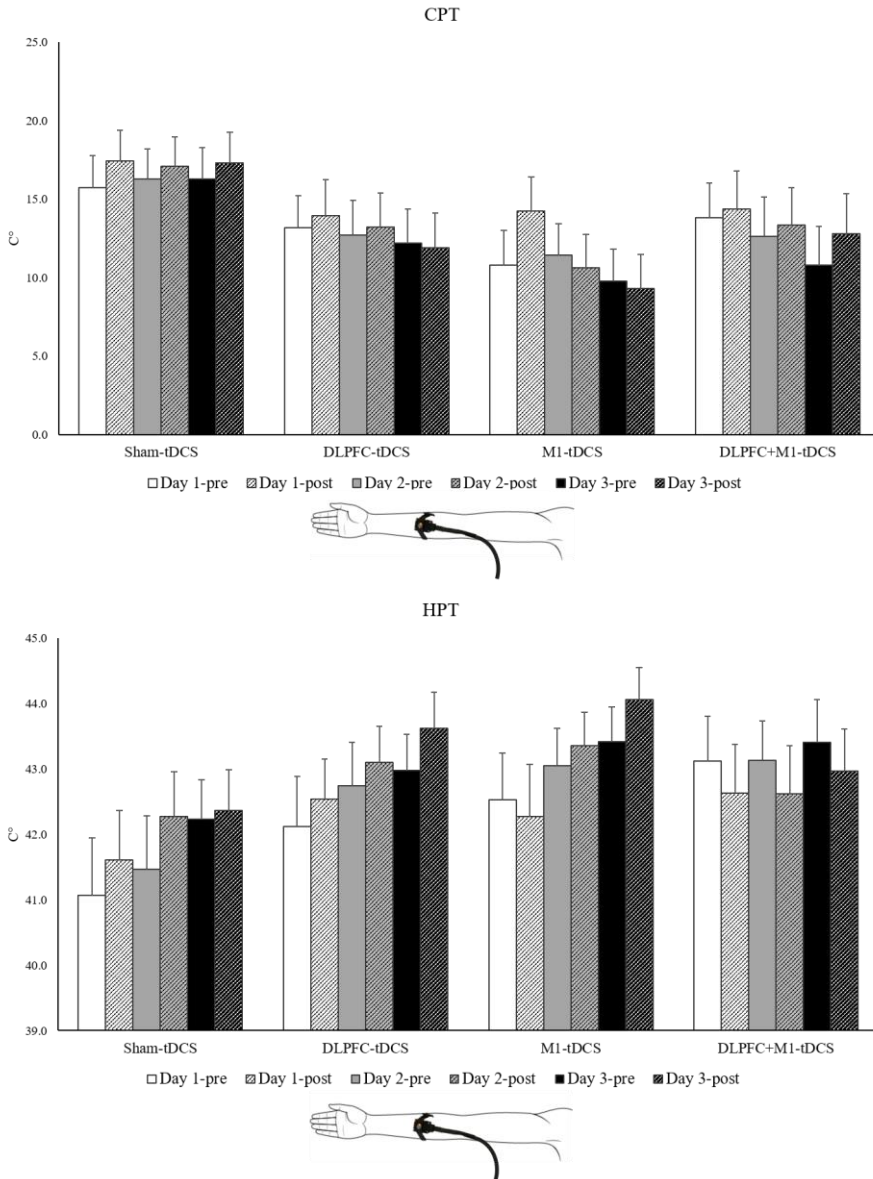 CPT
25.0
20.0
15.0
10.0
5.0
0.0
C°
Sham-tDCS DLPFC-tDCS M1-tDCS DLPFC+M1-tDCS
Day 1-pre Day 1-post Day 2-pre Day 2-post Day 3-pre Day 3-post
HPT
45.0
44.0
43.0
42.0
41.0
40.0
39.0
C°
Sham-tDCS DLPFC-tDCS M1-tDCS DLPFC+M1-tDCS
Day 1-pre Day 1-post Day 2-pre Day 2-post Day 3-pre Day 3-post